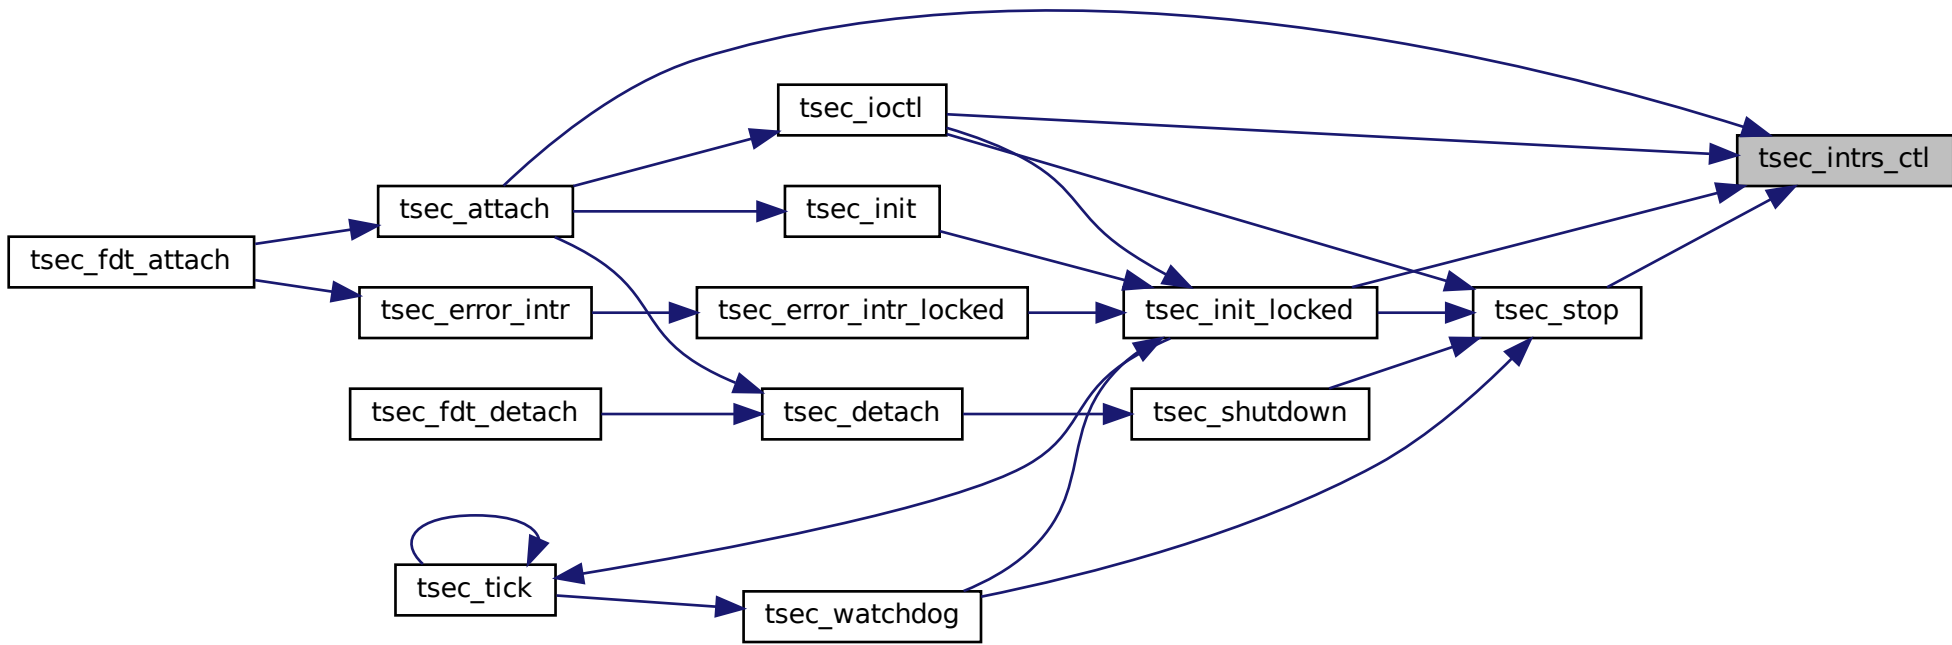 tsec_ioctl
tsec_intrs_ctl
tsec_attach
tsec_init
tsec_fdt_attach
tsec_error_intr
tsec_error_intr_locked
tsec_init_locked
tsec_stop
tsec_fdt_detach
tsec_detach
tsec_shutdown
tsec_tick
tsec_watchdog